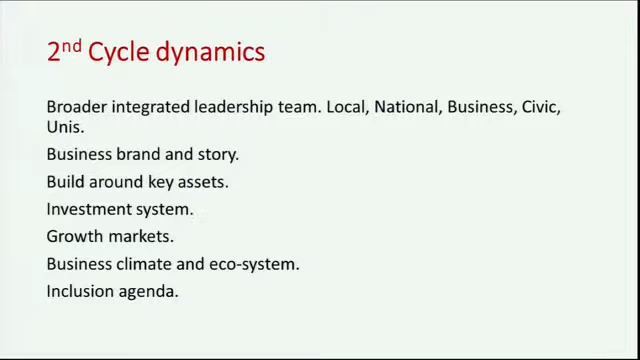 2nd Cycle dynamics
Broader integrated leadership team. Local, National, Business, Civic,
Unis.
Business brand and story.
Build around key assets.
Investment system.
Growth markets.
Business climate and eco-system.
Inclusion agenda.